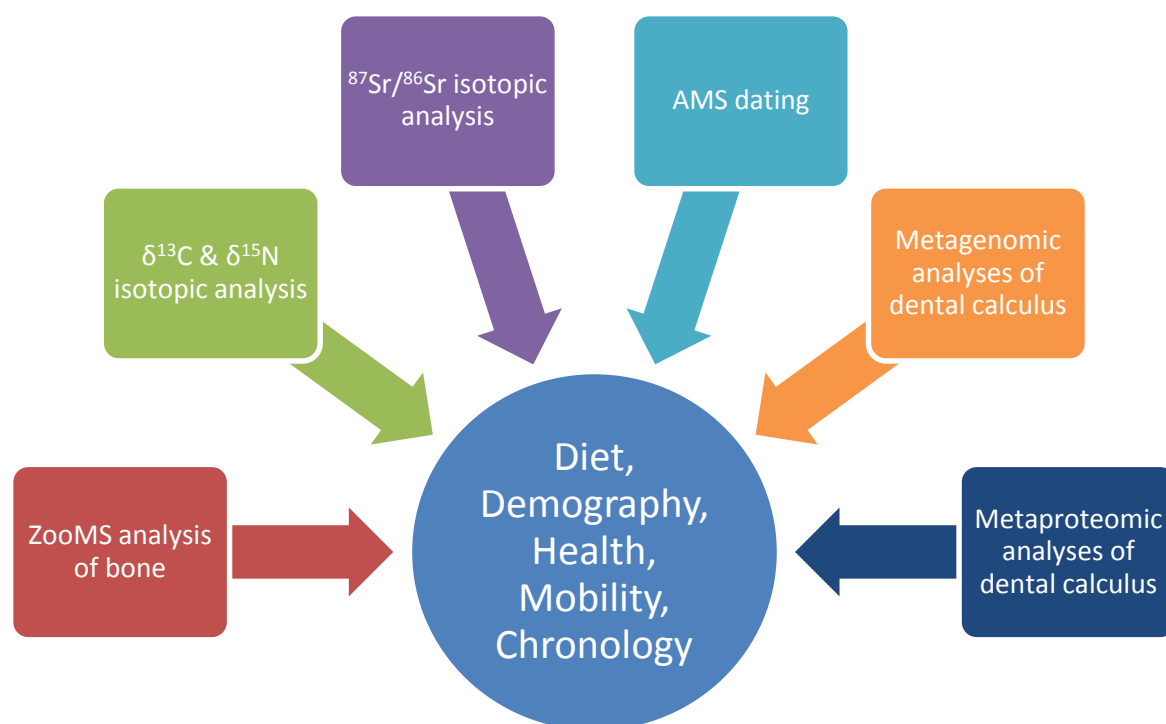 ⁸⁷Sr/⁸⁶Sr isotopic
analysis
AMS dating
δ¹³C & δ¹⁵N
isotopic analysis
Metagenomic
analyses of
dental calculus
ZooMS analysis
of bone
Diet,
Demography,
Health,
Mobility,
Chronology
Metaproteomic
analyses of
dental calculus